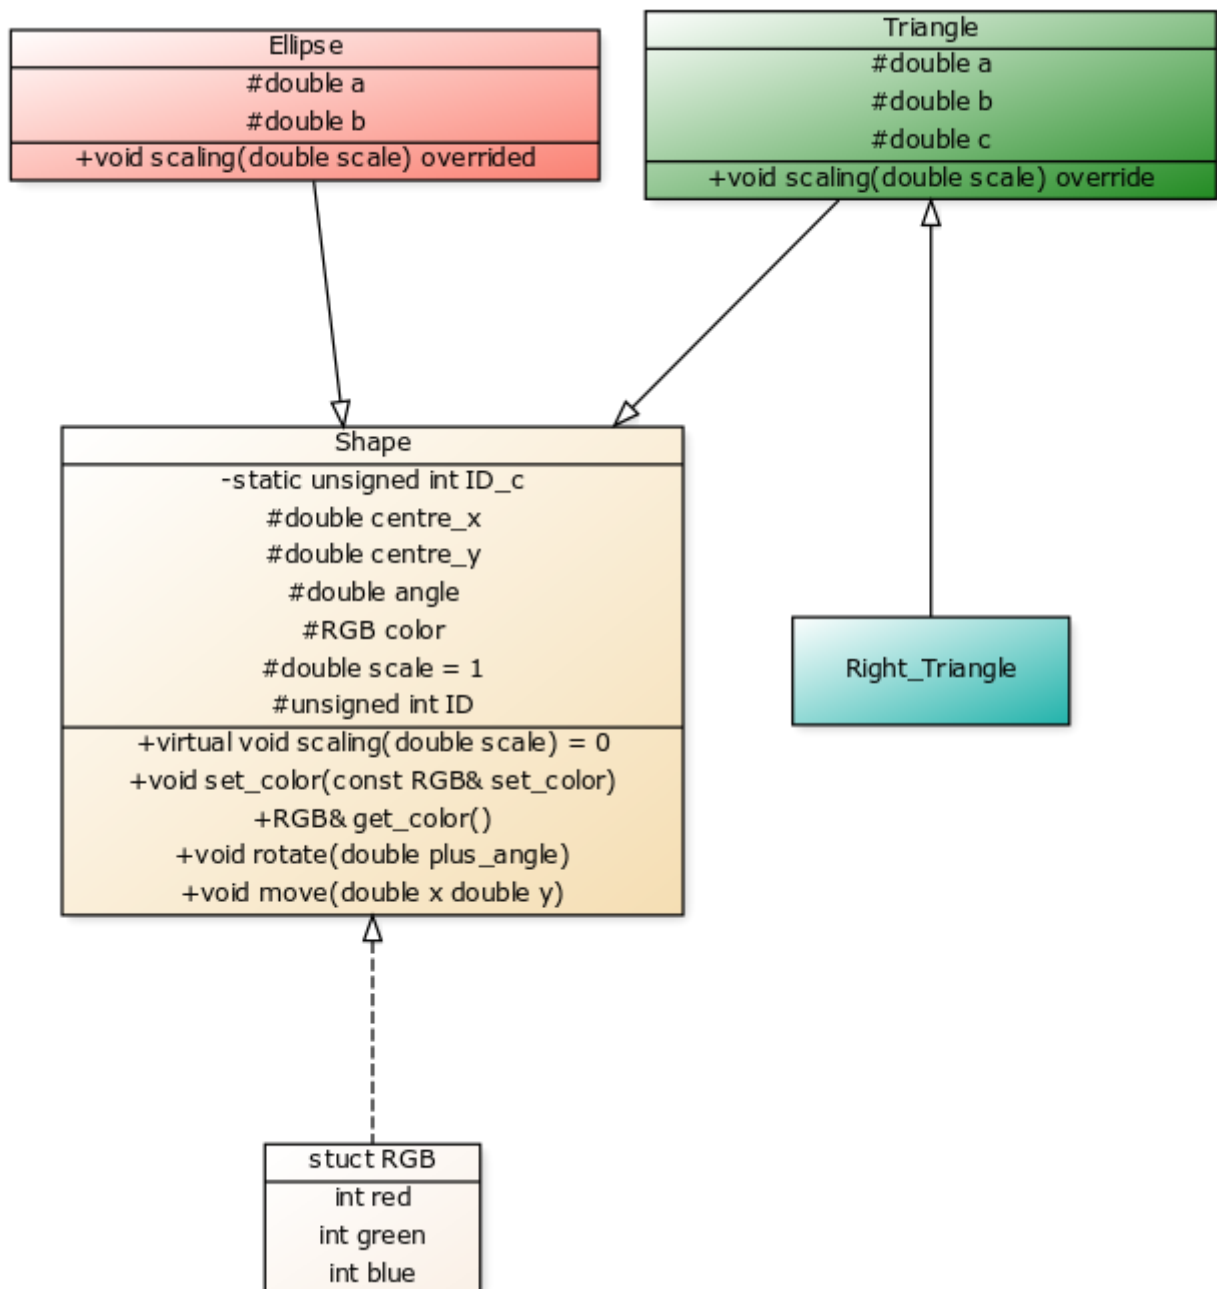 Ellipse
#double a
#double b
+void scaling(double scale) overrided
Triangle
#double a
#double b
#double c
+void scaling(double scale) override
Shape
-static unsigned int ID_c
#double centre_x
#double centre_y
#double angle
#RGB color
#double scale = 1
#unsigned int ID
+virtual void scaling(double scale) = 0
+void set_color(const RGB& set_color)
+RGB& get_color()
+void rotate(double plus_angle)
+void move(double x double y)
Right_Triangle
stuct RGB
int red
int green
int blue